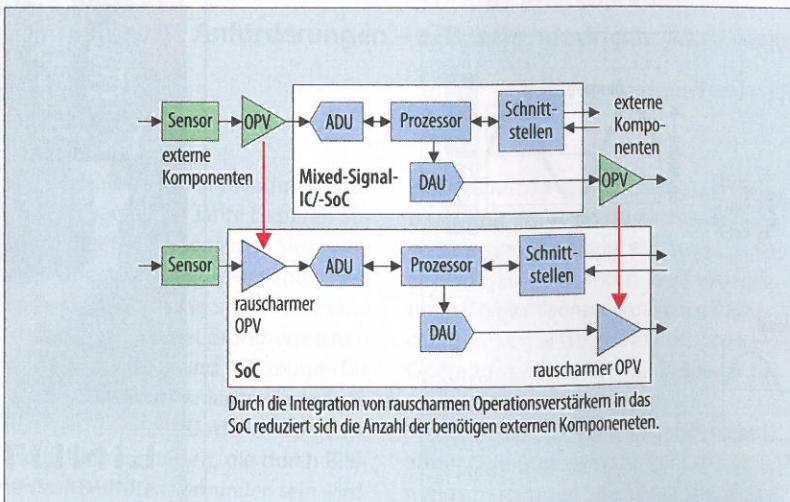 Sensor
OPV
ADU
Prozessor
Schnitt-
stellen
externe
Kompo-
nenten
externe
Komponenten
Mixed-Signal-
IC/-SoC
DAU
OPV
Sensor
ADU
Prozessor
Schnitt-
stellen
rauscharmer
OPV
DAU
SoC
rauscharmer OPV
Durch die Integration von rauscharmen Operationsverstärkern in das
SoC reduziert sich die Anzahl der benötigen externen Komponeneten.